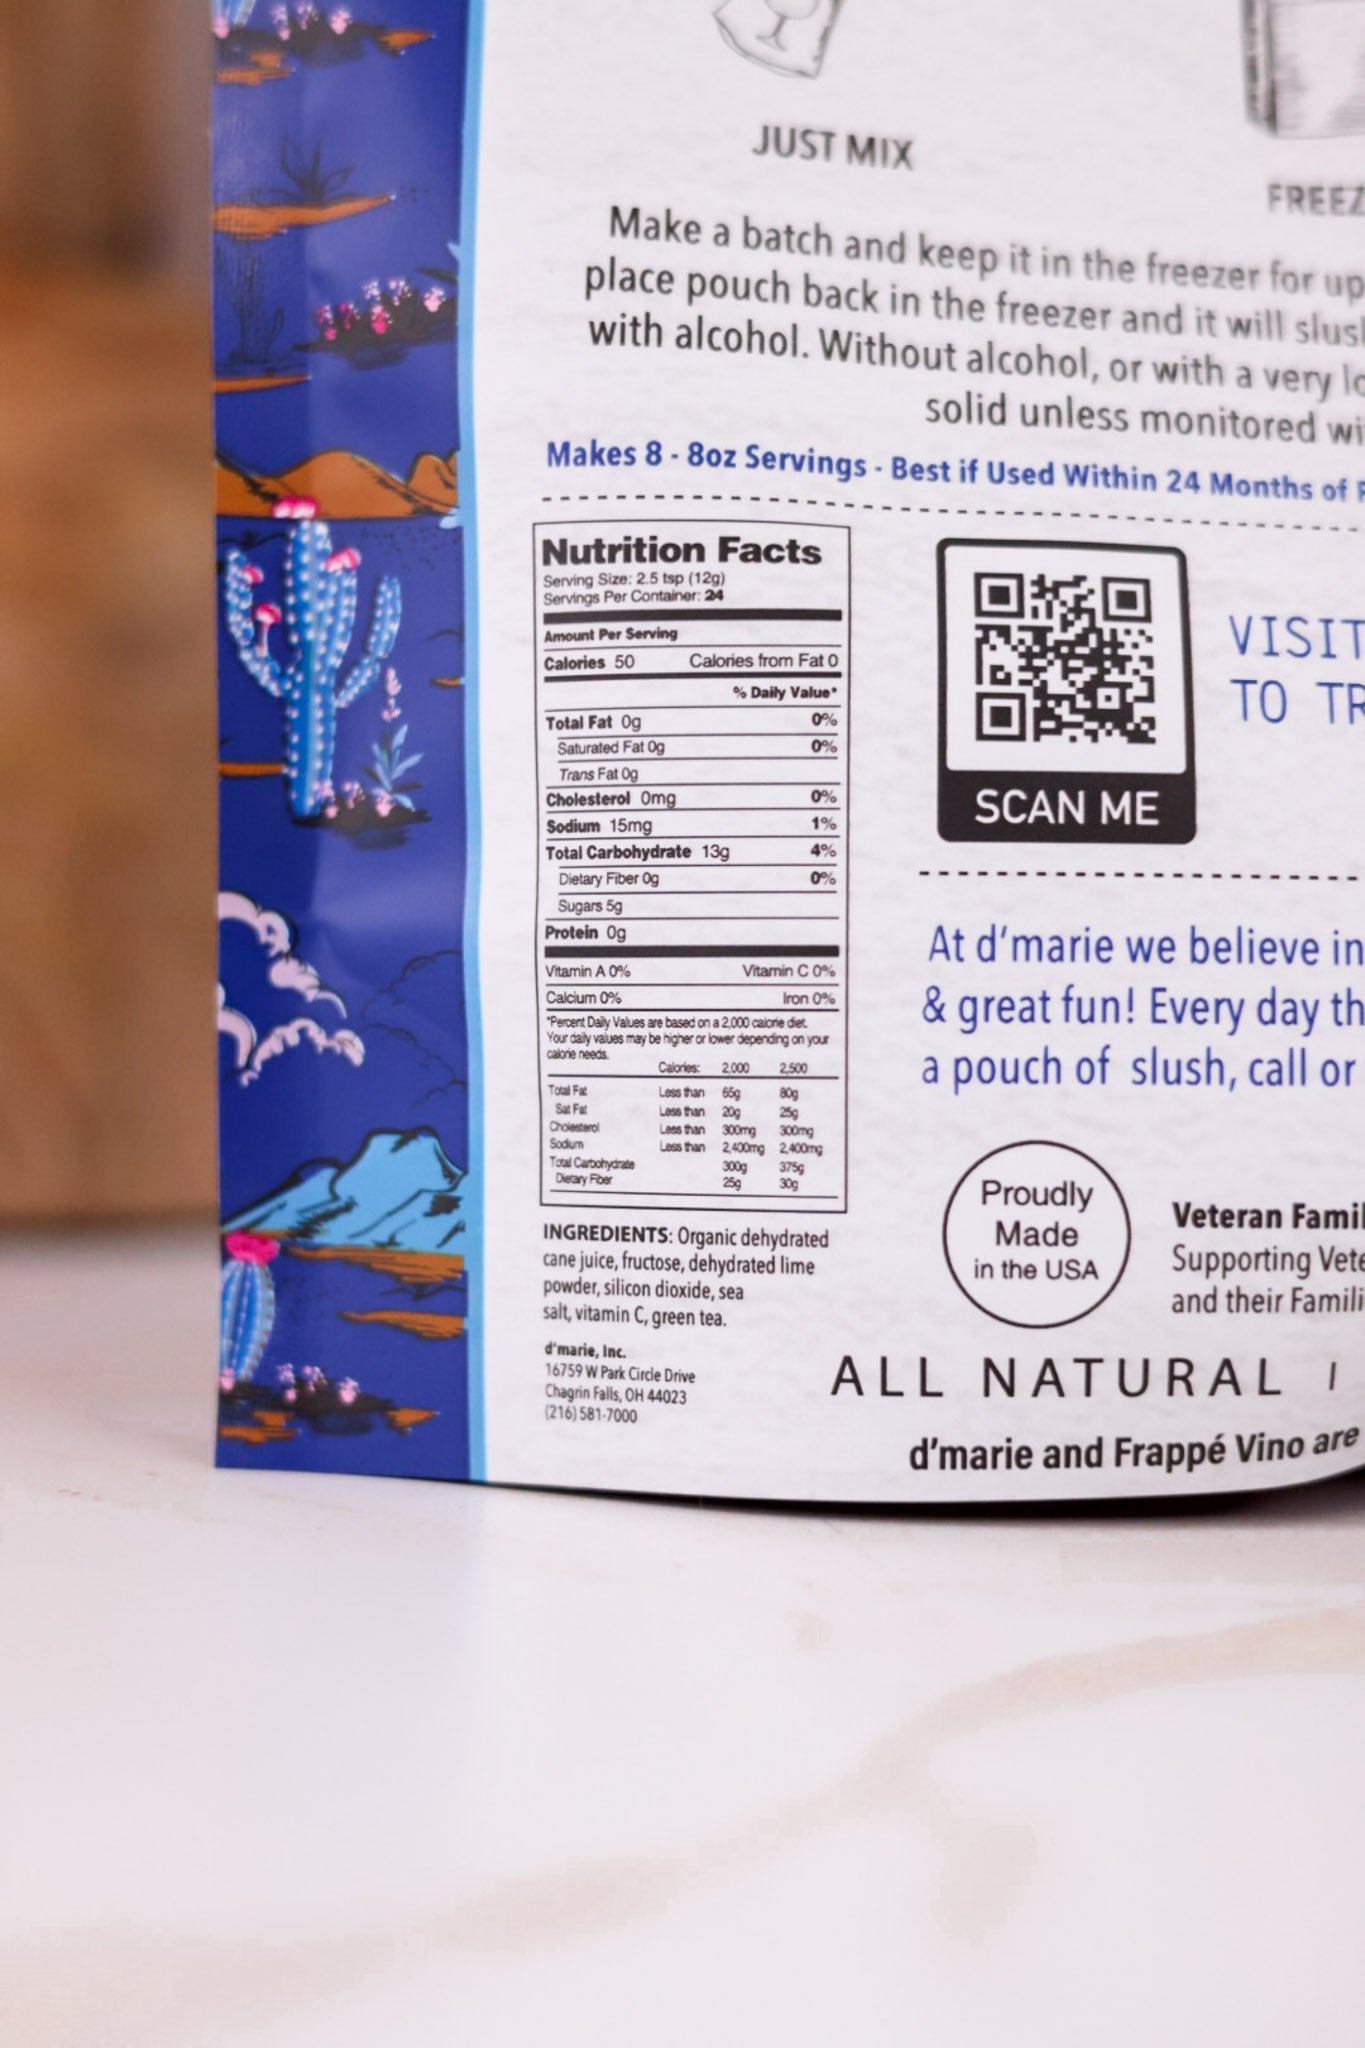 JUST MIX
FREEZ
Make a batch and keep it in the freezer for up
place pouch back in the freezer and it will slus
with alcohol. Without alcohol, or with a very lo
solid unless monitored wi
Makes 8 - 8oz Servings - Best if Used Within 24 Months of
Nutrition Facts
Serving Size: 2.5 tsp (12g)
Servings Per Container: 24
Amount Per Serving
Calories 50 Calories from Fat 0
% Daily Value*
Total Fat 0g 0%
Saturated Fat 0g 0%
Trans Fat 0g
Cholesterol 0mg 0%
Sodium 15mg 1%
Total Carbohydrate 13g 4%
Dietary Fiber 0g 0%
Sugars 5g
Protein 0g
Vitamin A 0% Vitamin C 0%
Calcium 0% Iron 0%
*Percent Daily Values are based on a 2,000 calorie diet.
Your daily values may be higher or lower depending on your
calorie needs.
Calories: 2,000 2,500
Total Fat Less than 65g 80g
Sat Fat Less than 20g 25g
Cholesterol Less than 300mg 300mg
Sodium Less than 2,400mg 2,400mg
Total Carbohydrate 300g 375g
Dietary Fiber 25g 30g
INGREDIENTS: Organic dehydrated
cane juice, fructose, dehydrated lime
powder, silicon dioxide, sea
salt, vitamin C, green tea.
d'marie, Inc.
16759 W Park Circle Drive
Chagrin Falls, OH 44023
(216) 581-7000
SCAN ME
VISIT
TO TR
At d'marie we believe in
& great fun! Every day th
a pouch of slush, call or
Proudly
Made
in the USA
Veteran Famil
Supporting Vete
and their Famili
ALL NATURAL I
d'marie and Frappé Vino are